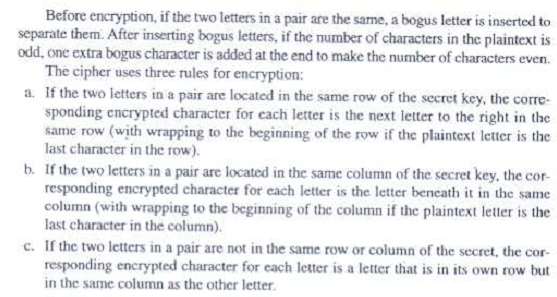 Before encryption, if the two letters in a pair are the same, a bogus letter is inserted to
separate them. After inserting bogus letters, if the number of characters in the plaintext is
odd, one extra bogus character is added at the end to make the number of characters even.
The cipher uses three rules for encryption:
a. If the two letters in a pair are located in the same row of the secret key, the corre-
sponding encrypted character for each letter is the next letter to the right in the
same row (with wrapping to the beginning of the row if the plaintext letter is the
last character in the row).
b. If the two letters in a pair are located in the same column of the secret key, the cor-
responding encrypted character for each letter is the letter beneath it in the same
column (with wrapping to the beginning of the column if the plaintext letter is the
last character in the column).
c. If the two letters in a pair are not in the same row or column of the secret, the cor-
responding encrypted character for each letter is a letter that is in its own row but
in the same column as the other letter.